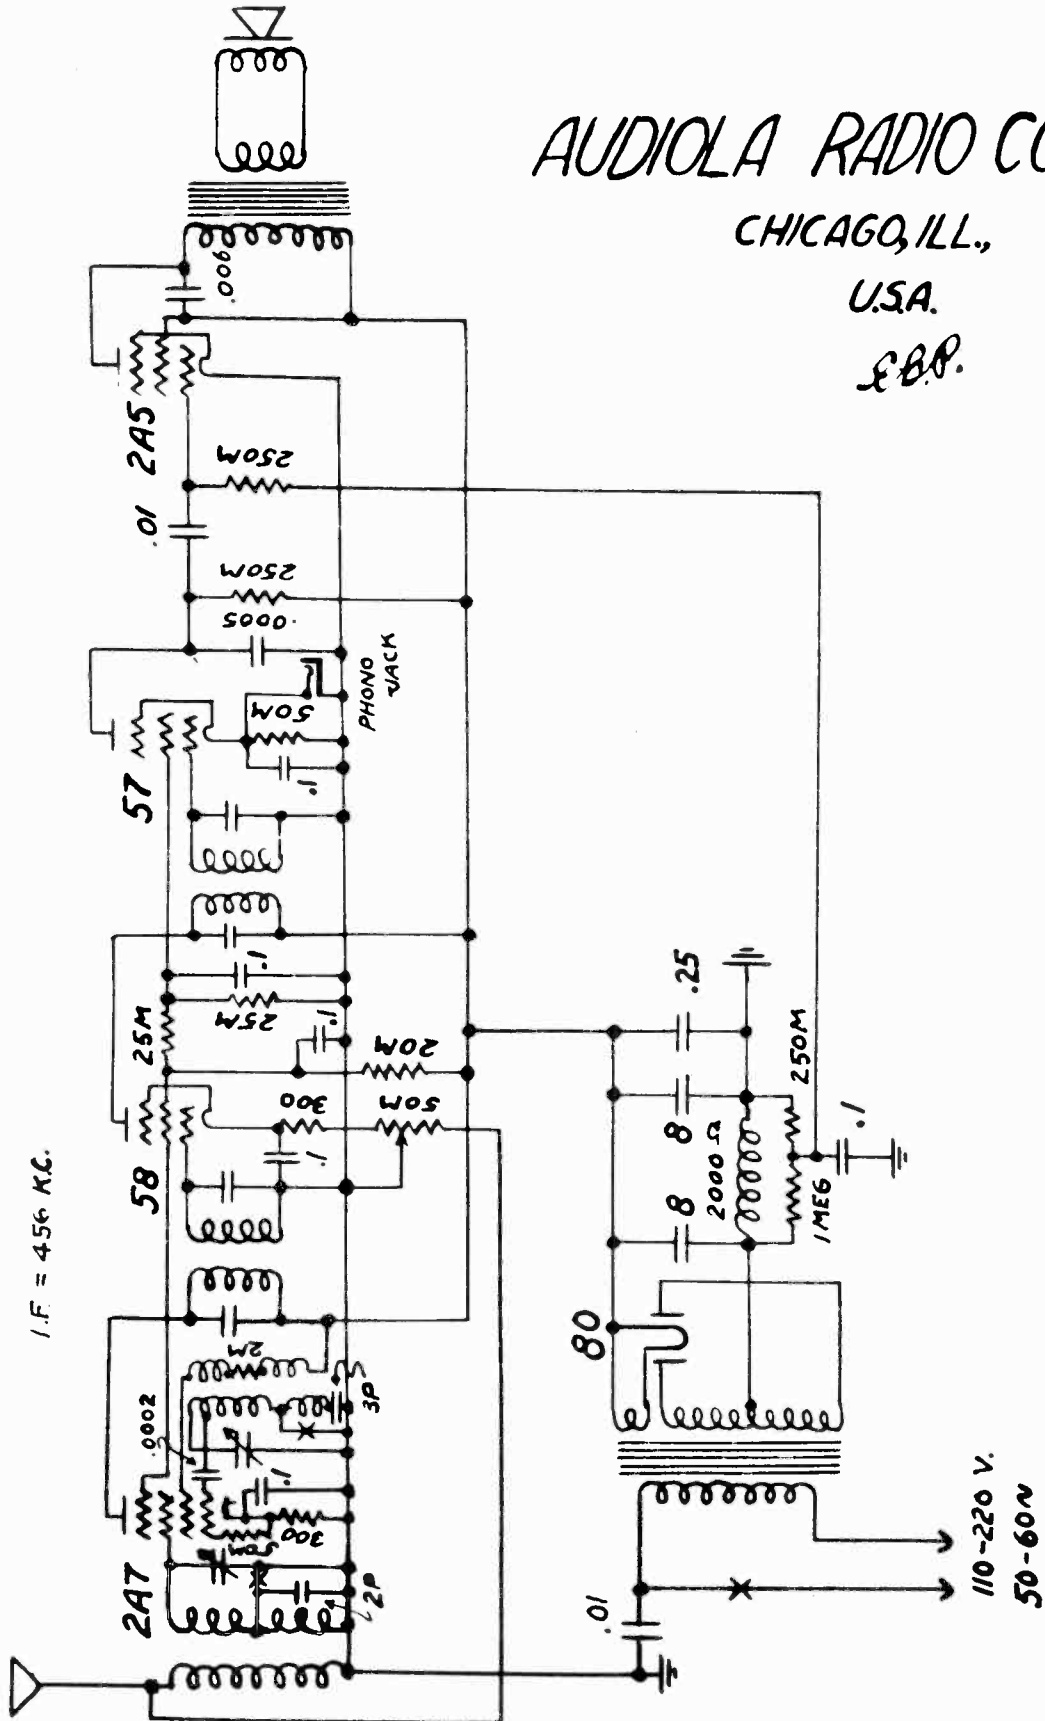 AUDIOLA RADIO CO
CHICAGO, ILL.,
U.S.A.
E.B.P.
I.F. = 456 K.C.
.006
2A5
250M
.01
250M
.0005
PHONO
JACK
50M
.1
57
.1
25M
25M
.1
20M
300
50M
58
.1
2M
3P
.0002
.1
300
50M
2A7
2P
.25
8
8
2000 Ω
250M
1 MEG
.1
80
.01
110-220 V.
50-60~